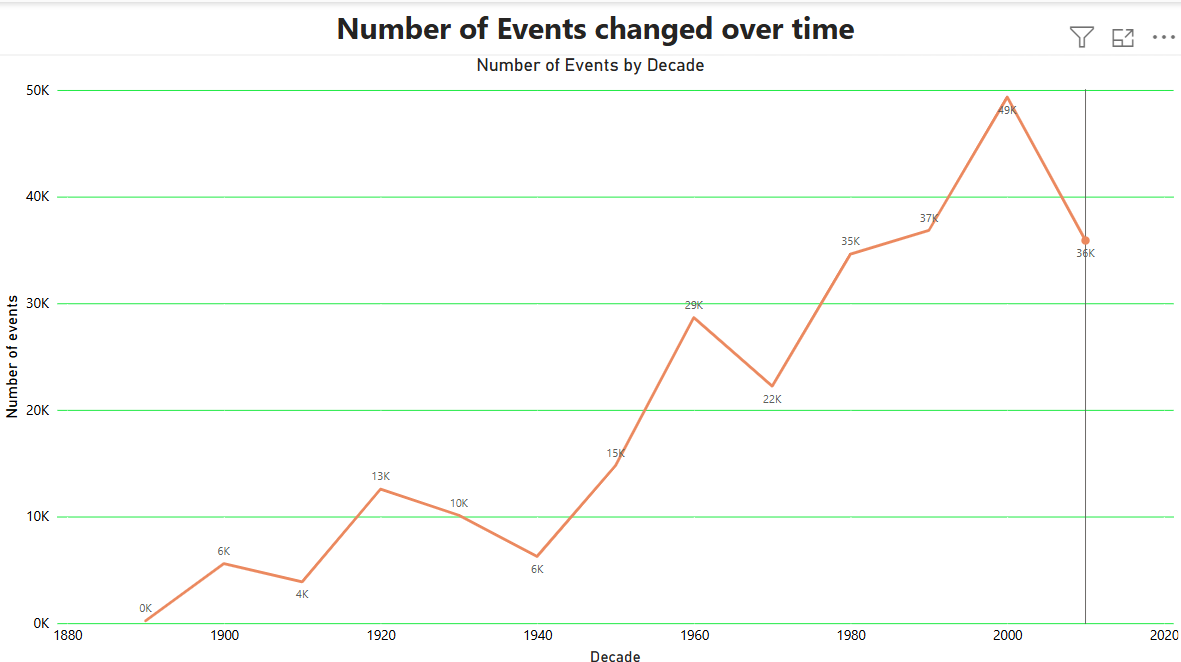 Number of Events changed over time
Number of Events by Decade
50K
49K
40K
37K
35K
36K
30K
29K
22K
20K
15K
13K
10K
10K
6K
6K
4K
0K
0K
Number of events
1880 1900 1920 1940 1960 1980 2000 2020
Decade